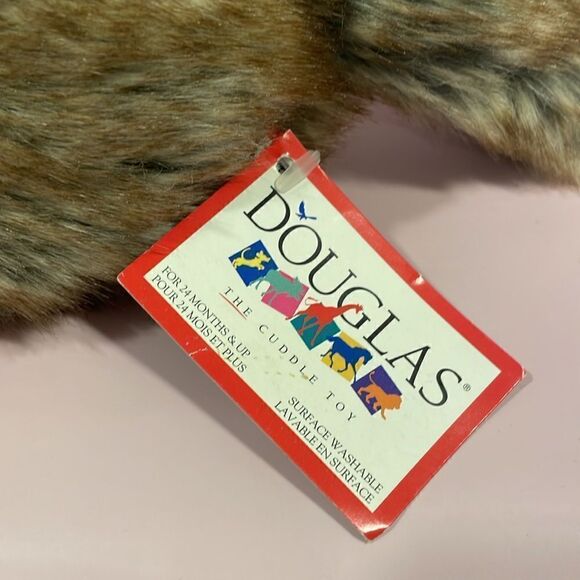 DOUGLAS®
THE CUDDLE TOY
FOR 24 MONTHS & UP
POUR 24 MOIS ET PLUS
SURFACE WASHABLE
LAVABLE EN SURFACE